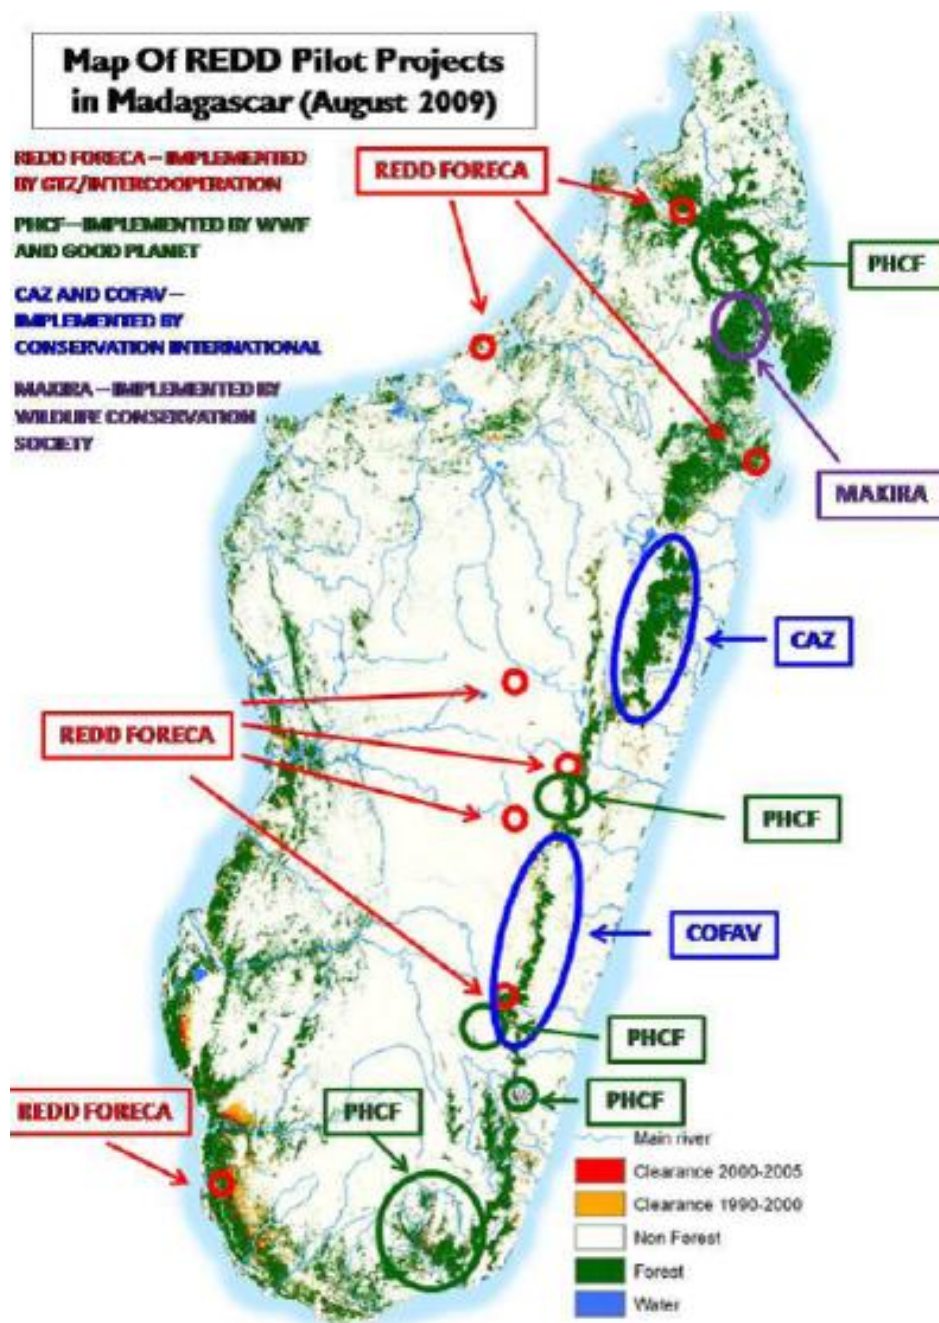 Map Of REDD Pilot Projects
in Madagascar (August 2009)
REDD FORECA – IMPLEMENTED
BY GTZ/INTERCOOPERATION
PHCF – IMPLEMENTED BY WWF
AND GOOD PLANET
CAZ AND COFAV –
IMPLEMENTED BY
CONSERVATION INTERNATIONAL
MAKIRA – IMPLEMENTED BY
WILDLIFE CONSERVATION
SOCIETY
REDD FORECA
PHCF
MAKIRA
CAZ
REDD FORECA
PHCF
COFAV
PHCF
REDD FORECA
PHCF
PHCF
Main river
Clearance 2000-2005
Clearance 1990-2000
Non Forest
Forest
Water